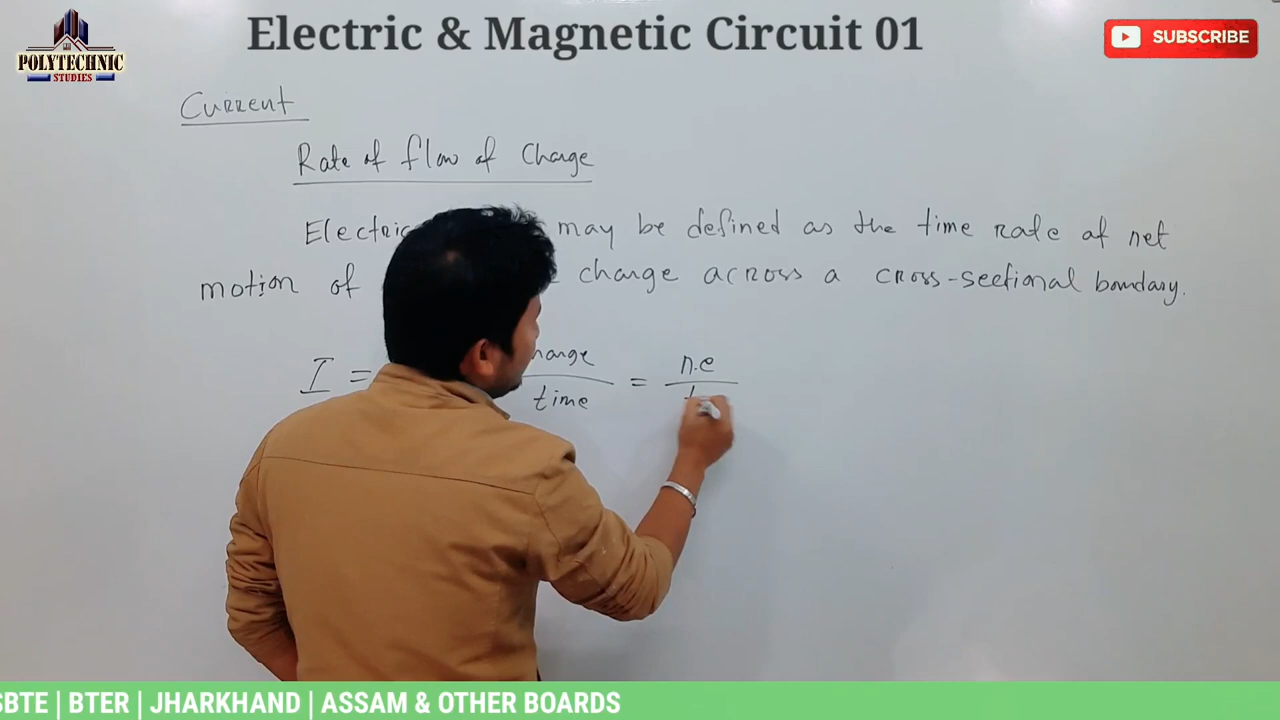 Electric & Magnetic Circuit 01
POLYTECHNIC
STUDIES
SUBSCRIBE
Current
Rate of flow of Charge
Electric may be defined as the time rate of net
motion of charge across a cross-sectional boundary.
I = harge / time = n.e / t
SBTE | BTER | JHARKHAND | ASSAM & OTHER BOARDS